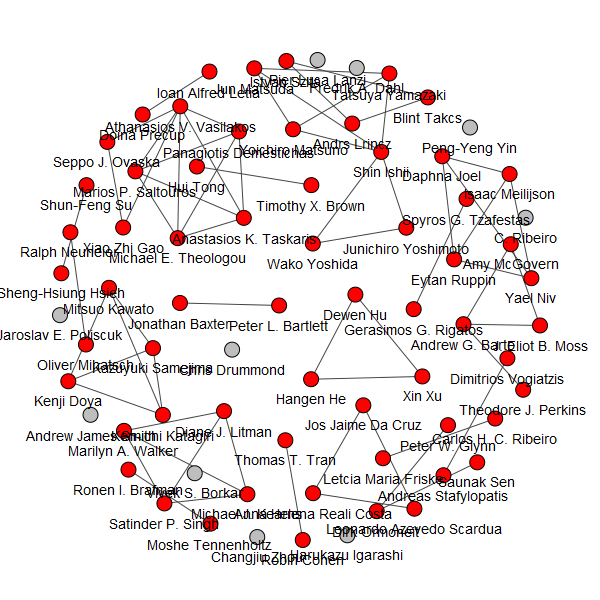 Ioan Alfred Letia
Jun Matsuda
Istvan Szita
Pier Luca Lanzi
Fredrik A. Dahl
Tatsuya Yamazaki
Blint Takcs
Athanasios V. Vasilakos
Doina Precup
Panagiotis Demestichas
Yoichiro Matsuno
Andrs Lrincz
Peng-Yeng Yin
Seppo J. Ovaska
Shin Ishii
Daphna Joel
Marios P. Saltouros
Hui Tong
Isaac Meilijson
Shun-Feng Su
Timothy X. Brown
Spyros G. Tzafestas
Xiao Zhi Gao
Anastasios K. Taskaris
C. Ribeiro
Ralph Neuneier
Michael E. Theologou
Wako Yoshida
Junichiro Yoshimoto
Amy McGovern
Eytan Ruppin
Sheng-Hsiung Hsieh
Yael Niv
Mitsuo Kawato
Dewen Hu
Jonathan Baxter
Peter L. Bartlett
Gerasimos G. Rigatos
Jaroslav E. Poliscuk
Andrew G. Barto
J. Eliot B. Moss
Oliver Mihatsch
Kazuyuki Samejima
Chris Drummond
Dimitrios Vogiatzis
Kenji Doya
Hangen He
Xin Xu
Theodore J. Perkins
Jos Jaime Da Cruz
Andrew James Smith
Kenichi Katagiri
Diane J. Litman
Carlos H. C. Ribeiro
Marilyn A. Walker
Peter W. Glynn
Thomas T. Tran
Letcia Maria Friske
Saunak Sen
Ronen I. Brafman
Vivek S. Borkar
Andreas Stafylopatis
Michael J. Kearns
Anna Helena Reali Costa
Satinder P. Singh
Leonardo Azevedo Scardua
Dirk Ormoneit
Moshe Tennenholtz
Changjiu Zhou
Robin Cohen
Harukazu Igarashi